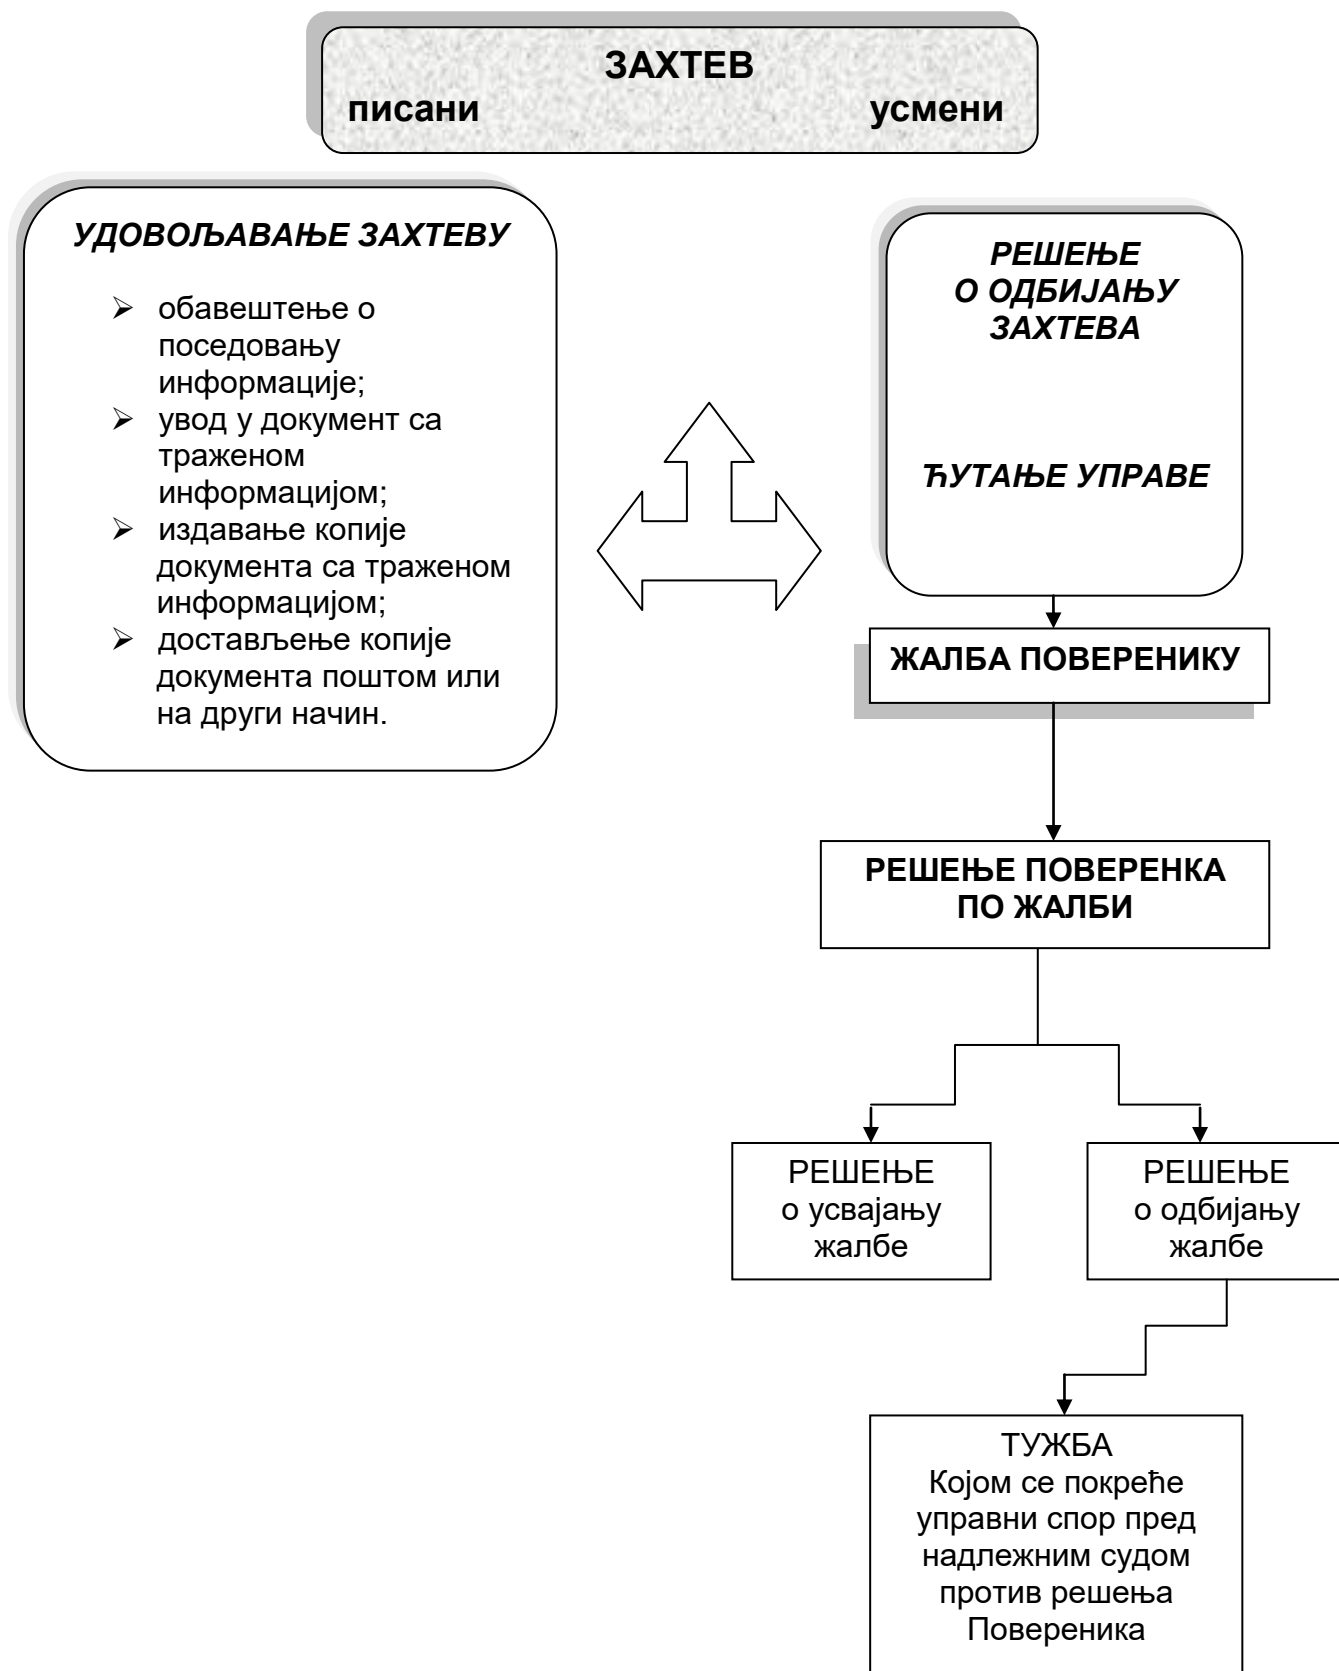 ЗАХТЕВ
писани усмени
УДОВОЉАВАЊЕ ЗАХТЕВУ
➢ обавештење о
поседовању
информације;
➢ увод у документ са
траженом
информацијом;
➢ издавање копије
документа са траженом
информацијом;
➢ достављење копије
документа поштом или
на други начин.
РЕШЕЊЕ
О ОДБИЈАЊУ
ЗАХТЕВА
ЋУТАЊЕ УПРАВЕ
ЖАЛБА ПОВЕРЕНИКУ
РЕШЕЊЕ ПОВЕРЕНКА
ПО ЖАЛБИ
РЕШЕЊЕ
о усвајању
жалбе
РЕШЕЊЕ
о одбијању
жалбе
ТУЖБА
Којом се покреће
управни спор пред
надлежним судом
против решења
Повереника